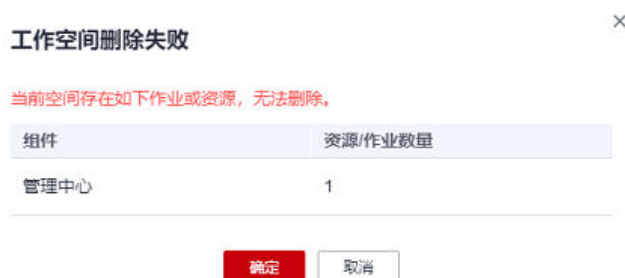 工作空间删除失败
当前空间存在如下作业或资源，无法删除。
组件 资源/作业数量
管理中心 1
确定 取消